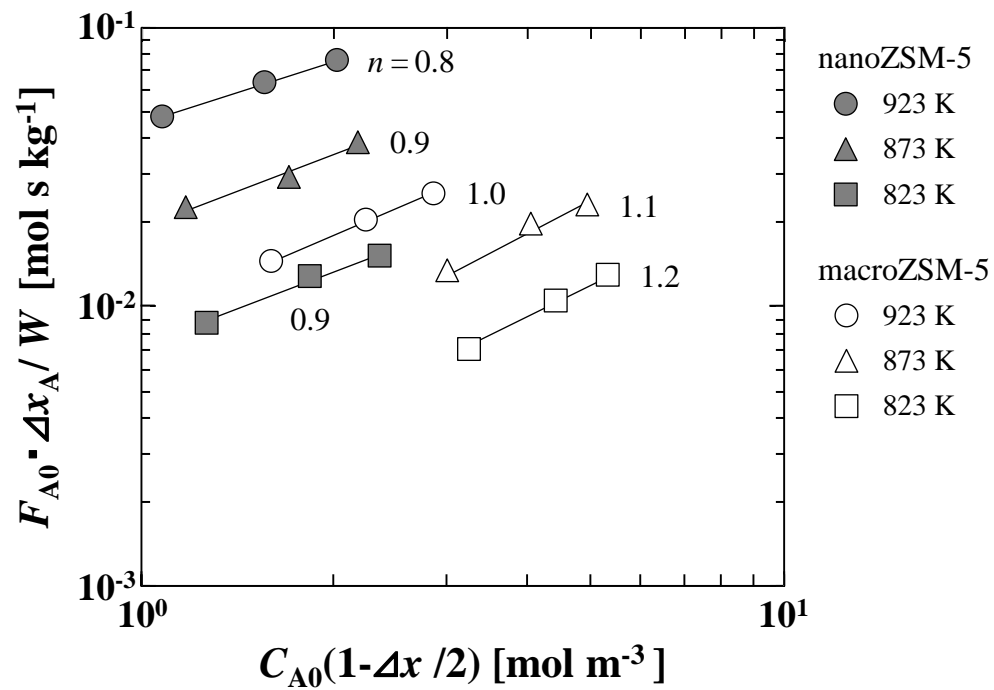 10^-1
10^-2
10^-3
10^0
10^1
F_A0 ▪ Δx_A / W [mol s kg^-1]
C_A0(1-Δx /2) [mol m^-3]
n = 0.8
0.9
1.0
1.1
0.9
1.2
nanoZSM-5
923 K
873 K
823 K
macroZSM-5
923 K
873 K
823 K